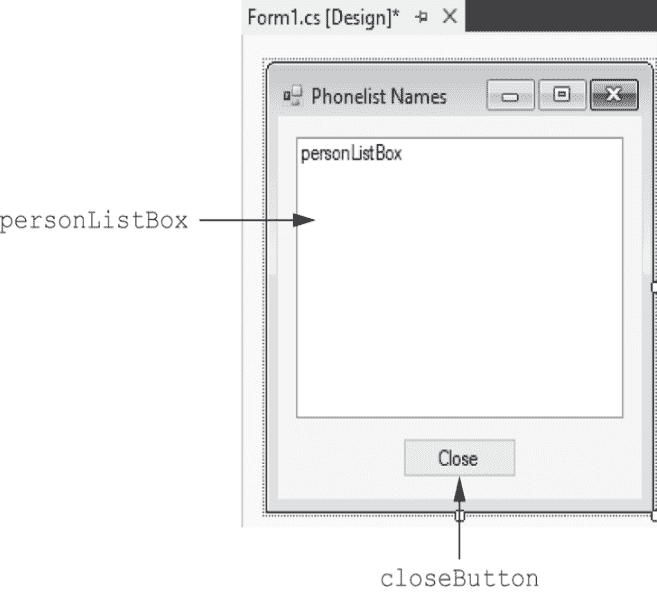 Form1.cs [Design]*
Phonelist Names
personListBox
personListBox
Close
closeButton